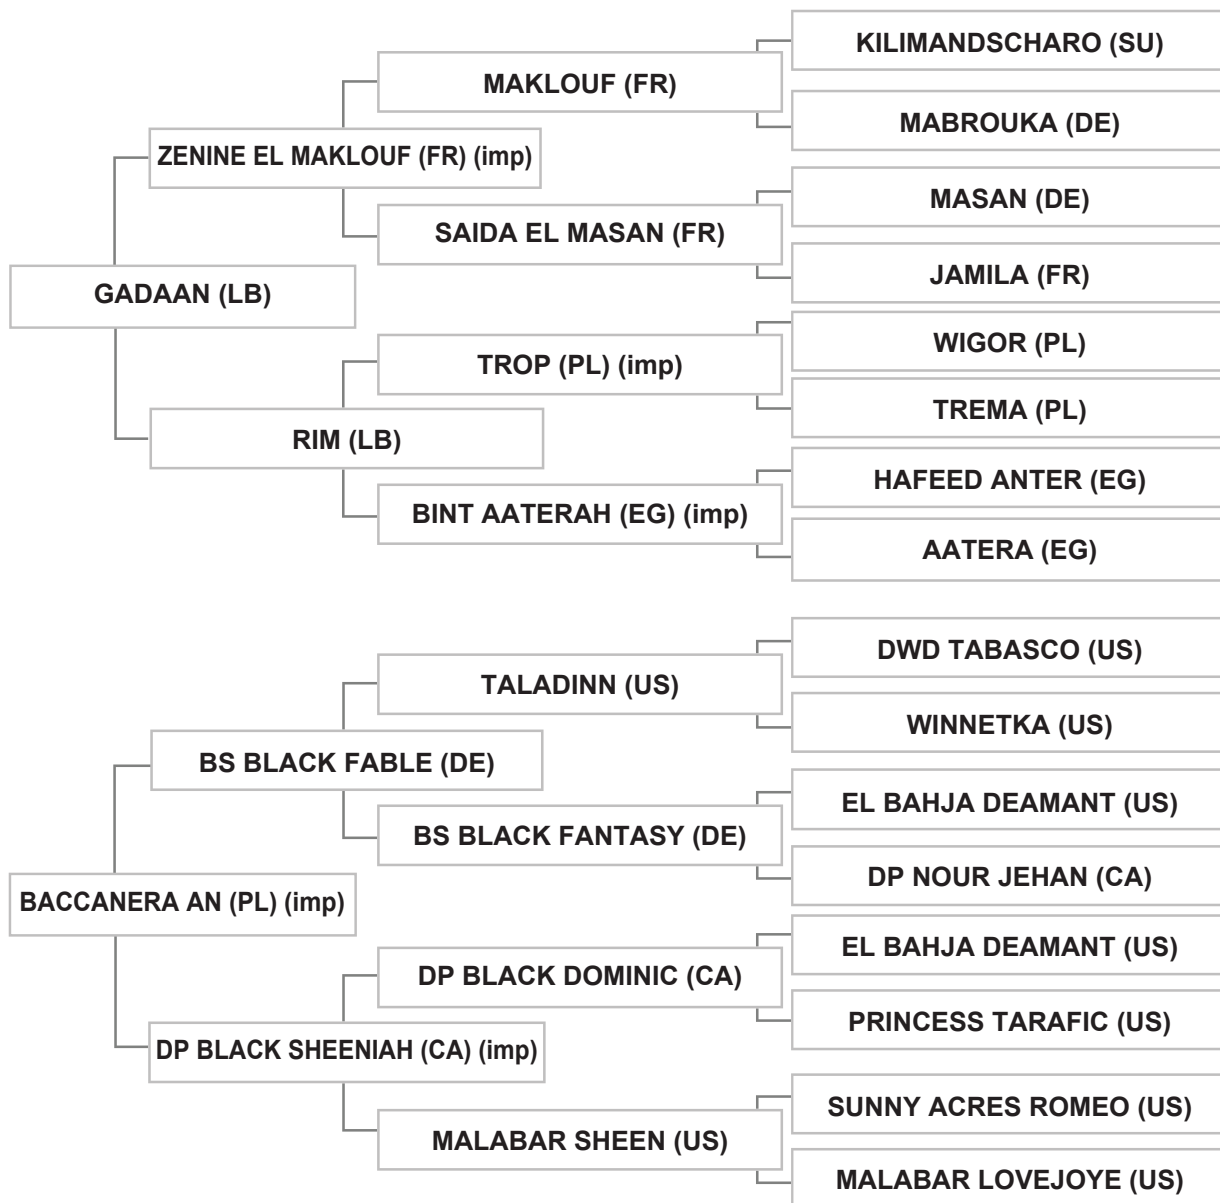 KILIMANDSCHARO (SU)
MAKLOUF (FR)
MABROUKA (DE)
ZENINE EL MAKLOUF (FR) (imp)
MASAN (DE)
SAIDA EL MASAN (FR)
JAMILA (FR)
GADAAN (LB)
WIGOR (PL)
TROP (PL) (imp)
TREMA (PL)
RIM (LB)
HAFEED ANTER (EG)
BINT AATERAH (EG) (imp)
AATERA (EG)
DWD TABASCO (US)
TALADINN (US)
WINNETKA (US)
BS BLACK FABLE (DE)
EL BAHJA DEAMANT (US)
BS BLACK FANTASY (DE)
DP NOUR JEHAN (CA)
BACCANERA AN (PL) (imp)
EL BAHJA DEAMANT (US)
DP BLACK DOMINIC (CA)
PRINCESS TARAFIC (US)
DP BLACK SHEENIAH (CA) (imp)
SUNNY ACRES ROMEO (US)
MALABAR SHEEN (US)
MALABAR LOVEJOYE (US)